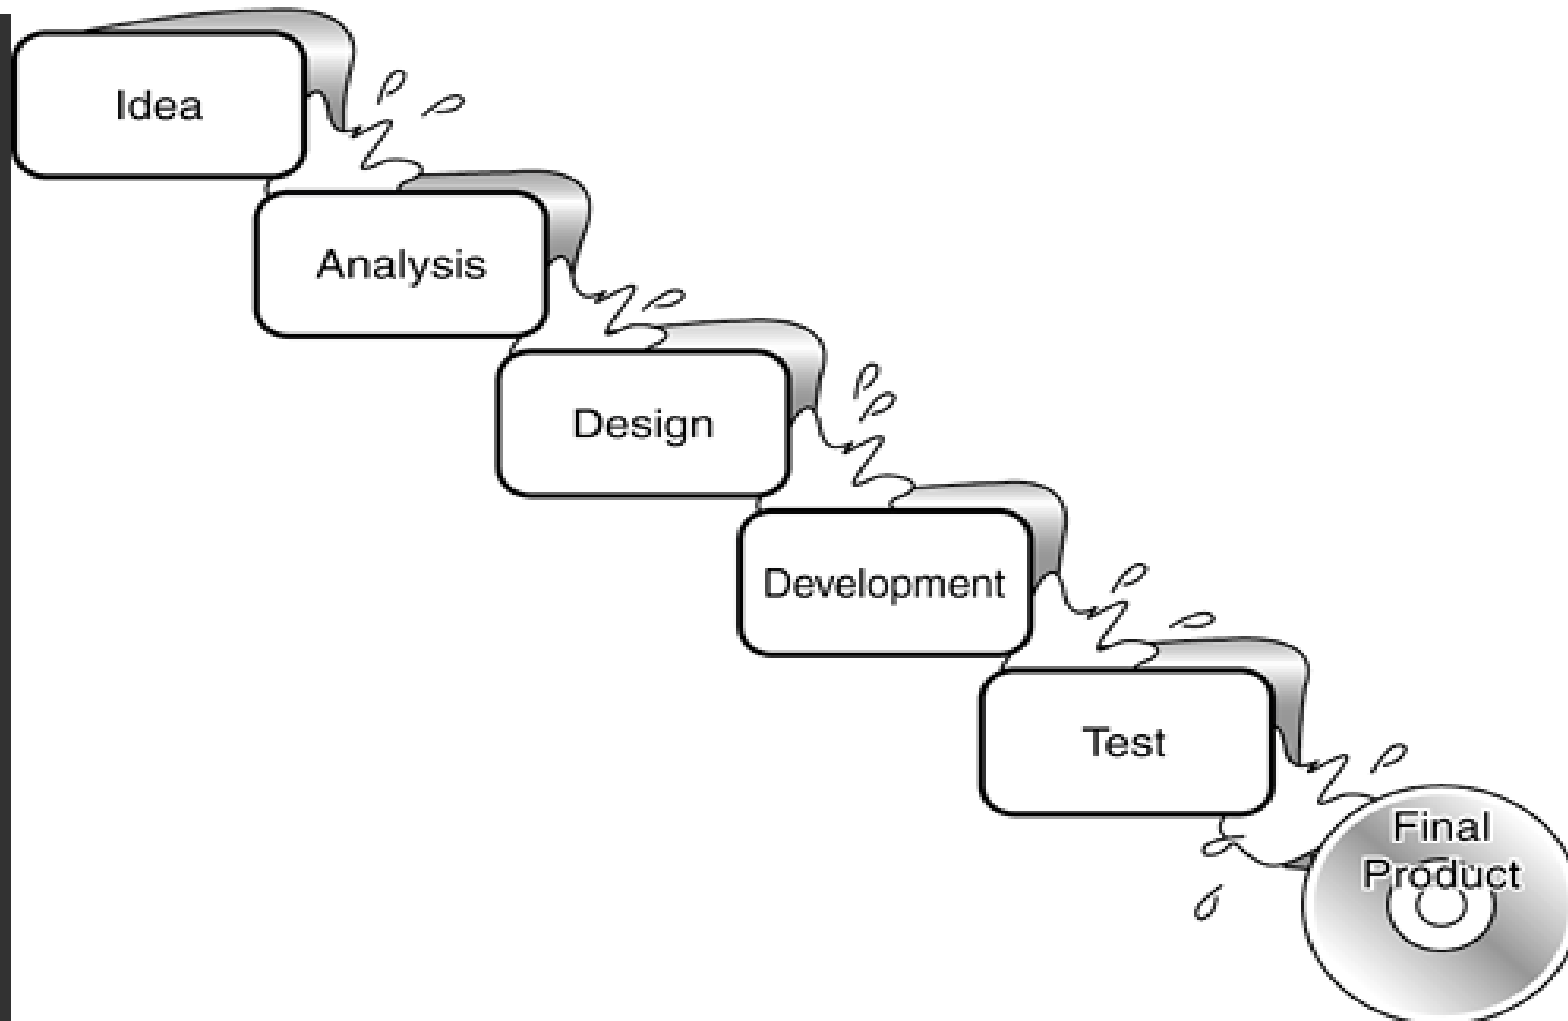 Idea
Analysis
Design
Development
Test
Final
Product